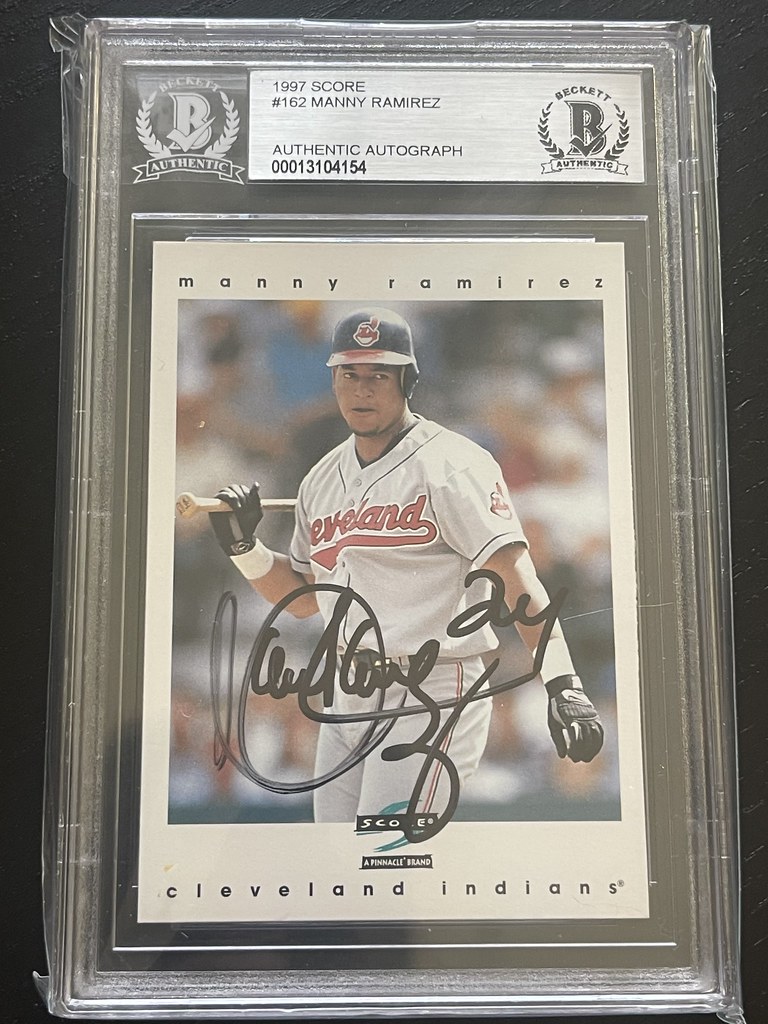 1997 SCORE
#162 MANNY RAMIREZ
AUTHENTIC AUTOGRAPH
00013104154
BECKETT
B
AUTHENTIC
BECKETT
B
AUTHENTIC
manny ramirez
Cleveland
24
SCORE®
A PINNACLE® BRAND
cleveland indians®